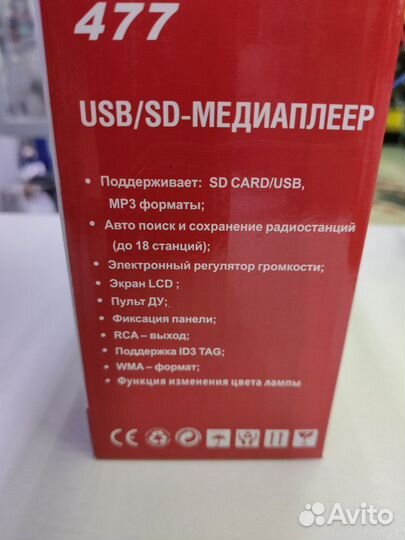 477
USB/SD-МЕДИАПЛЕЕР
• Поддерживает: SD CARD/USB,
MP3 форматы;
• Авто поиск и сохранение радиостанций
(до 18 станций);
• Электронный регулятор громкости;
• Экран LCD ;
• Пульт ДУ;
• Фиксация панели;
• RCA – выход;
• Поддержка ID3 TAG;
• WMA – формат;
• Функция изменения цвета лампы
CE
Avito